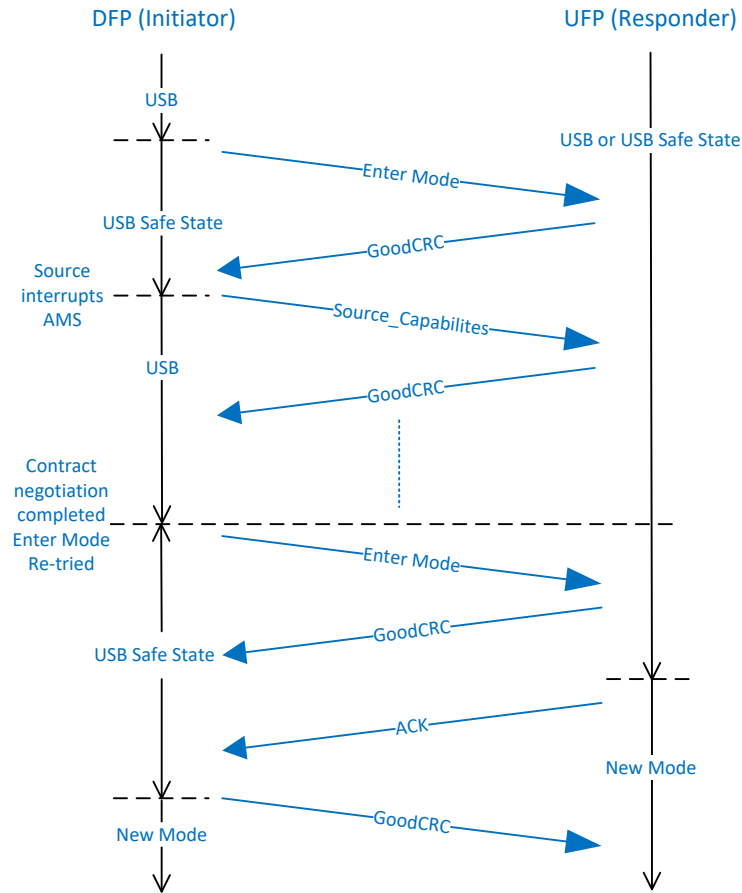 DFP (Initiator)
UFP (Responder)
USB
USB or USB Safe State
Enter Mode
USB Safe State
GoodCRC
Source
interrupts
AMS
Source_Capabilites
USB
GoodCRC
Contract
negotiation
completed
Enter Mode
Re-tried
Enter Mode
GoodCRC
USB Safe State
ACK
New Mode
GoodCRC
New Mode